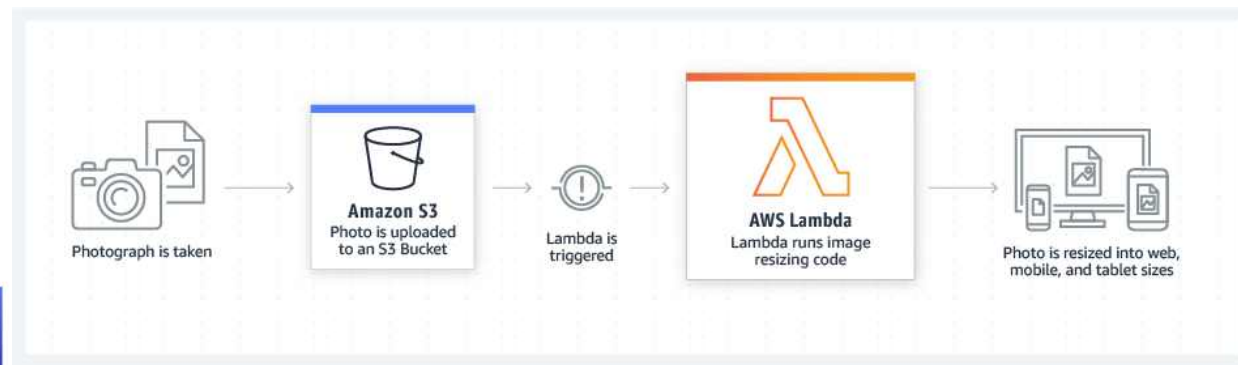 Photograph is taken
Amazon S3
Photo is uploaded
to an S3 Bucket
Lambda is
triggered
AWS Lambda
Lambda runs image
resizing code
Photo is resized into web,
mobile, and tablet sizes